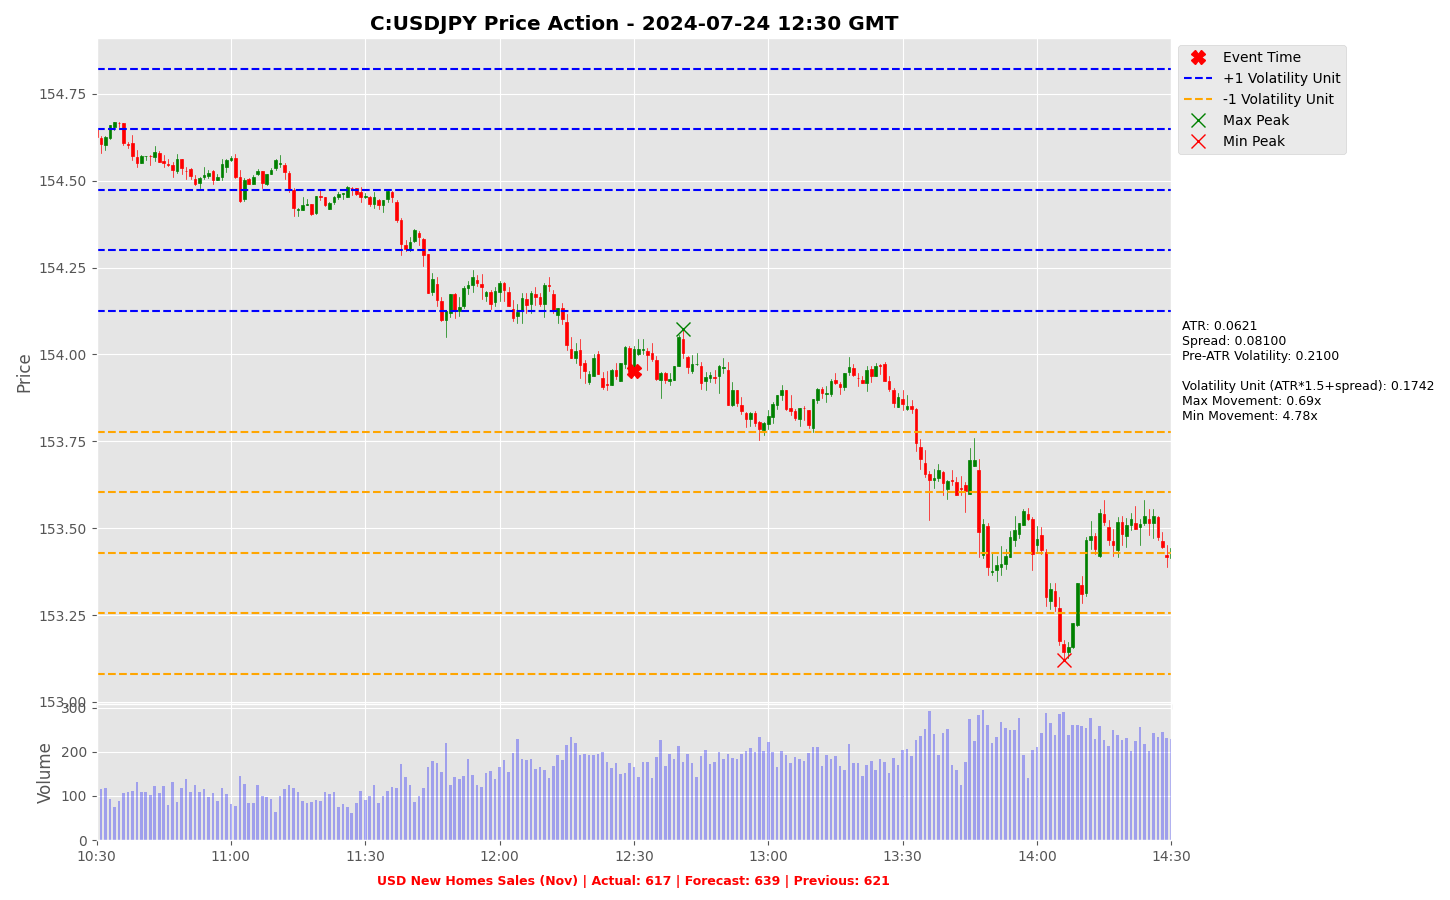 C:USDJPY Price Action - 2024-07-24 12:30 GMT
Event Time
+1 Volatility Unit
-1 Volatility Unit
Max Peak
Min Peak
154.75
154.50
154.25
154.00
153.75
153.50
153.25
153.00
Price
ATR: 0.0621
Spread: 0.08100
Pre-ATR Volatility: 0.2100
Volatility Unit (ATR*1.5+spread): 0.1742
Max Movement: 0.69x
Min Movement: 4.78x
300
200
100
0
Volume
10:30 11:00 11:30 12:00 12:30 13:00 13:30 14:00 14:30
USD New Homes Sales (Nov) | Actual: 617 | Forecast: 639 | Previous: 621